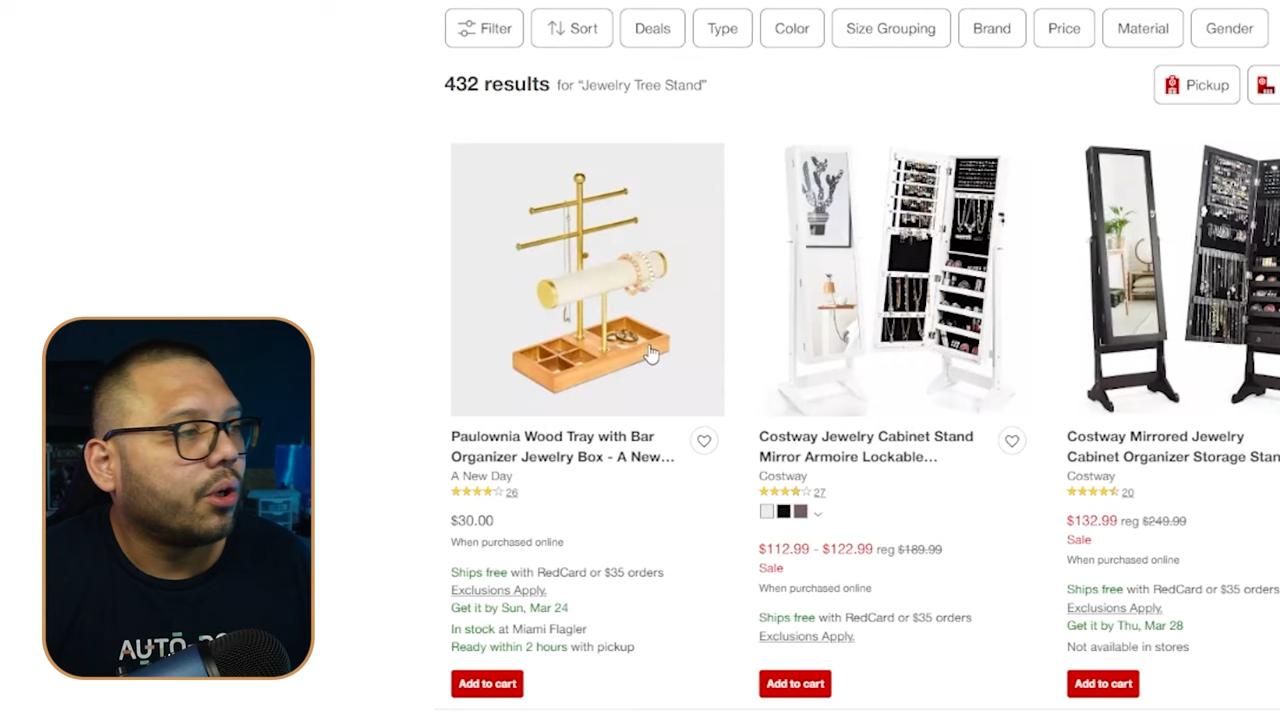 Filter
Sort
Deals
Type
Color
Size Grouping
Brand
Price
Material
Gender
432 results for “Jewelry Tree Stand”
Pickup
Paulownia Wood Tray with Bar
Organizer Jewelry Box - A New...
A New Day
26
$30.00
When purchased online
Ships free with RedCard or $35 orders
Exclusions Apply.
Get it by Sun, Mar 24
In stock at Miami Flagler
Ready within 2 hours with pickup
Add to cart
Costway Jewelry Cabinet Stand
Mirror Armoire Lockable...
Costway
27
$112.99 - $122.99 reg $189.99
Sale
When purchased online
Ships free with RedCard or $35 orders
Exclusions Apply.
Add to cart
Costway Mirrored Jewelry
Cabinet Organizer Storage Stan
Costway
20
$132.99 reg $249.99
Sale
When purchased online
Ships free with RedCard or $35 orders
Exclusions Apply.
Get it by Thu, Mar 28
Not available in stores
Add to cart